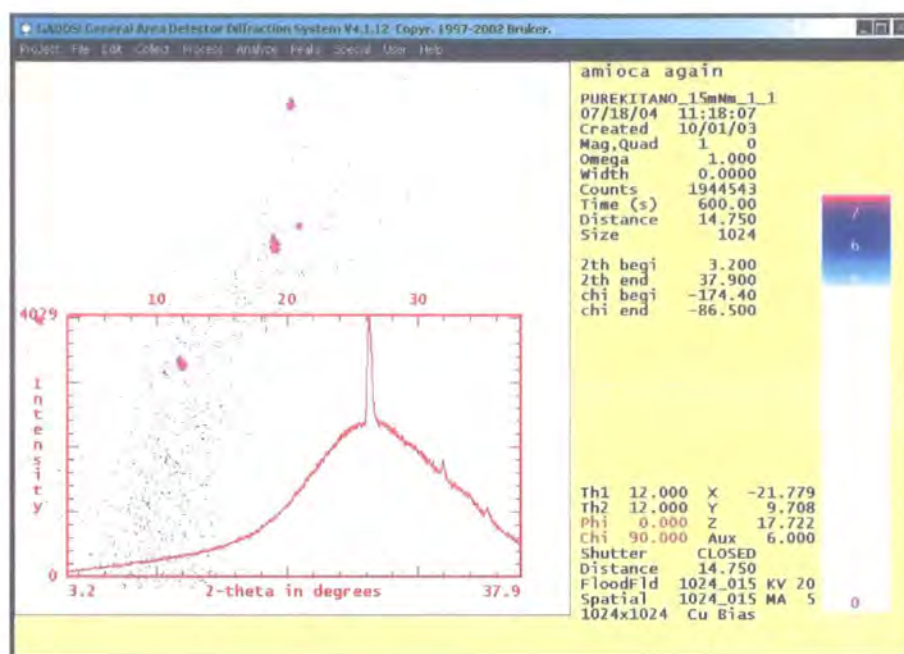 GADDS: General Area Detector Diffraction System V4.1.12 Copyr. 1997-2002 Bruker.
Project File Edit Collect Process Analyze Peaks Special User Help
amioca again
PUREKITANO_15mNm_1_1
07/18/04 11:18:07
Created 10/01/03
Mag,Quad 1 0
Omega 1.000
Width 0.0000
Counts 1944543
Time (s) 600.00
Distance 14.750
Size 1024
2th begi 3.200
2th end 37.900
chi begi -174.40
chi end -86.500
7
6
10 20 30
4029
Intensity
0
3.2 2-theta in degrees 37.9
Th1 12.000 X -21.779
Th2 12.000 Y 9.708
Phi 0.000 Z 17.722
Chi 90.000 Aux 6.000
Shutter CLOSED
Distance 14.750
FloodFld 1024_015 KV 20
Spatial 1024_015 MA 5
1024x1024 Cu Bias
0